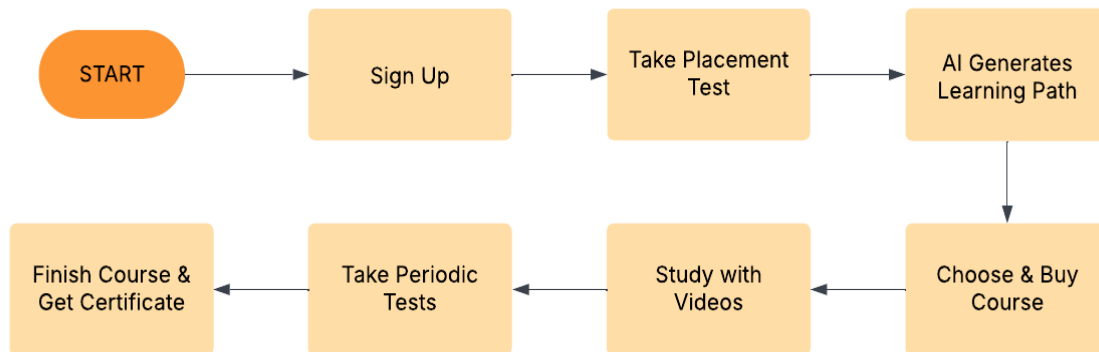 START
Sign Up
Take Placement
Test
AI Generates
Learning Path
Finish Course &
Get Certificate
Take Periodic
Tests
Study with
Videos
Choose & Buy
Course